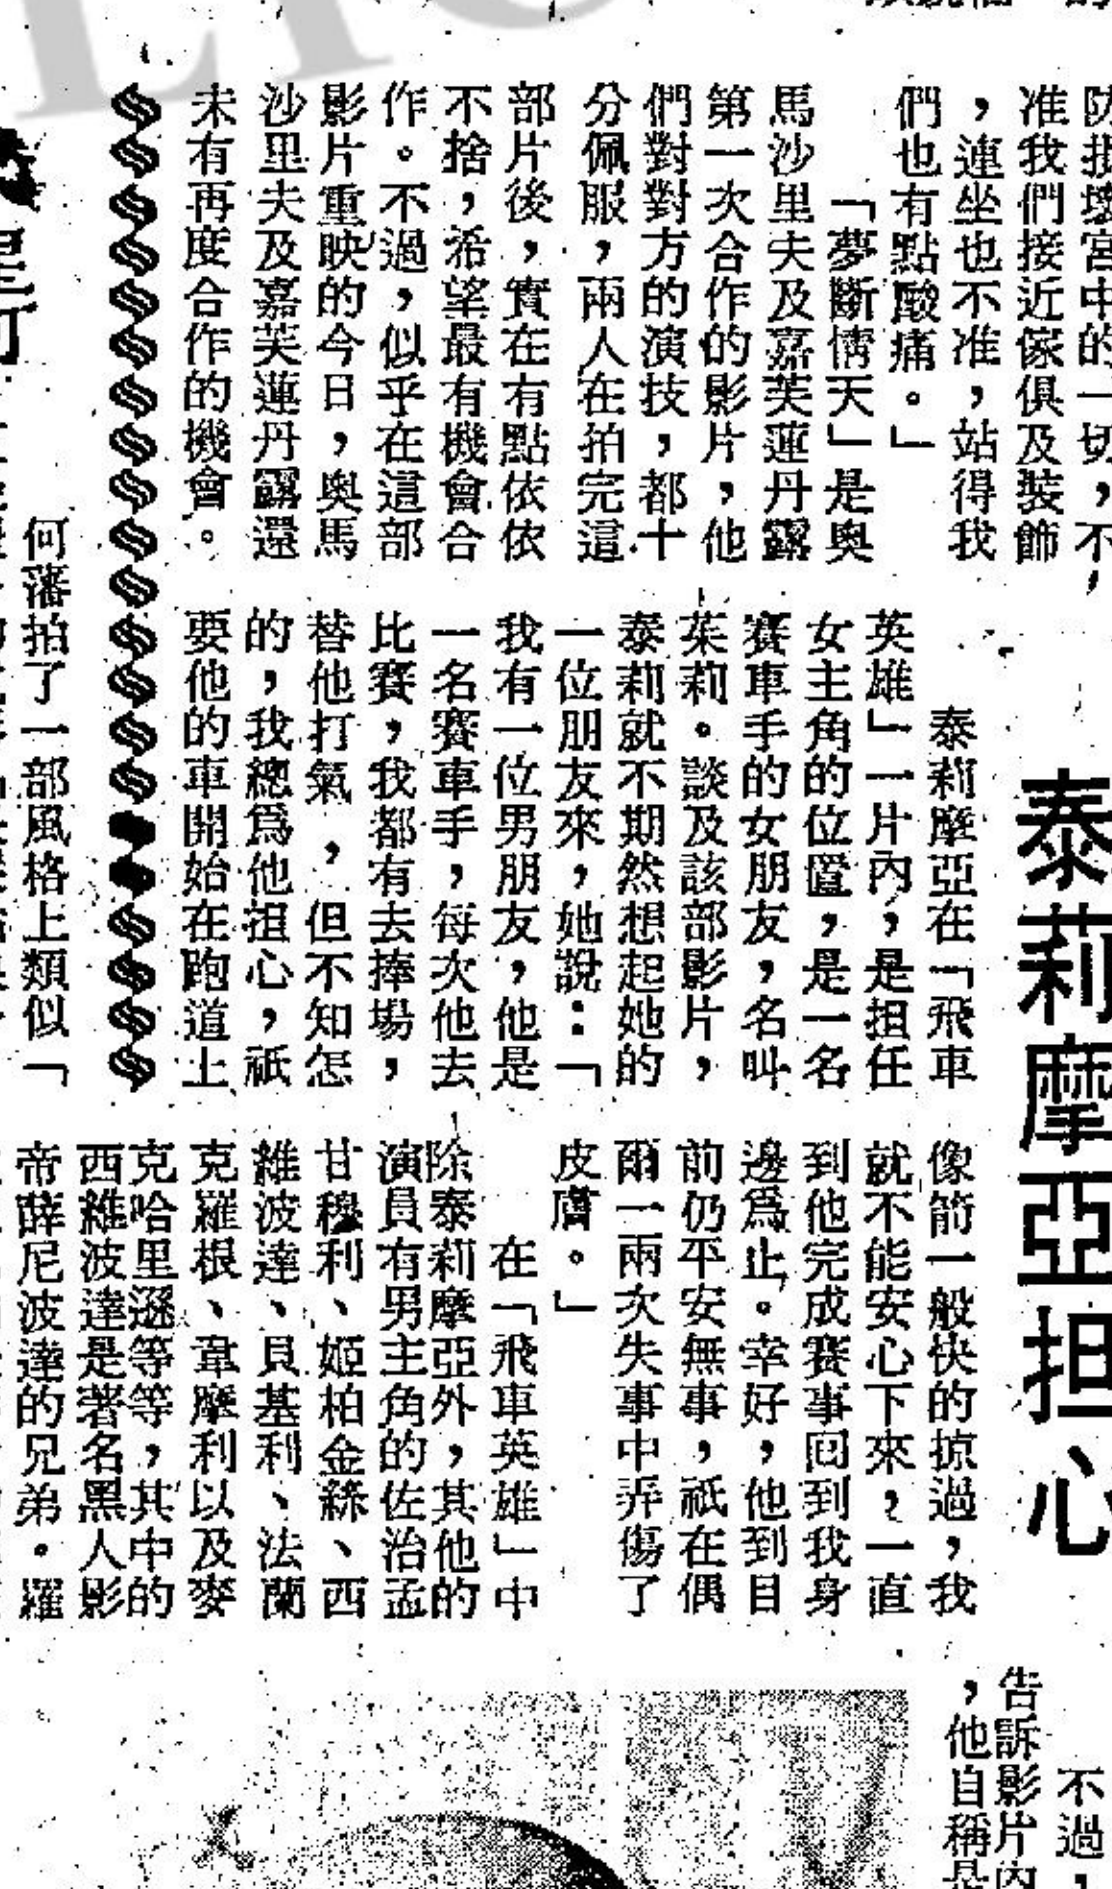 准我們接近傢俱及裝飾
，連坐也不准，站得我
們也有點酸痛。」
「夢斷情天」是奧
馬沙里夫及嘉芙蓮丹露
第一次合作的影片，他
們對對方的演技，都十
分佩服，兩人在拍完這
部片後，實在有點依依
不捨，希望最有機會合
作。不過，似乎在這部
影片重映的今日，奧馬
沙里夫及嘉芙蓮丹露還
未有再度合作的機會。
泰莉摩亞担心
泰莉摩亞在「飛車
英雄」一片內，是担任
女主角的位置，是一名
賽車手的女朋友，名叫
茱莉。談及該部影片，
泰莉就不期然想起她的
一位朋友來，她說：「
我有一位男朋友，他是
一名賽車手，每次他去
比賽，我都有去捧場，
替他打氣，但不知怎
的，我總爲他担心，祇
要他的車開始在跑道上
像箭一般快的掠過，我
就不能安心下來，一直
到他完成賽事囘到我身
邊爲止。幸好，他到目
前仍平安無事，祇在偶
爾一兩次失事中弄傷了
皮膚。」
在「飛車英雄」中
除泰莉摩亞外，其他的
演員有男主角的佐治孟
甘穆利、姬柏金絲、西
維波達、貝基利、法蘭
克羅根、韋摩利以及麥
克哈里遜等等，其中的
西維波達是著名黑人影
帝薛尼波達的兄弟。羅
何藩拍了一部風格上類似「
不過，
告訴影片內
，他自稱是